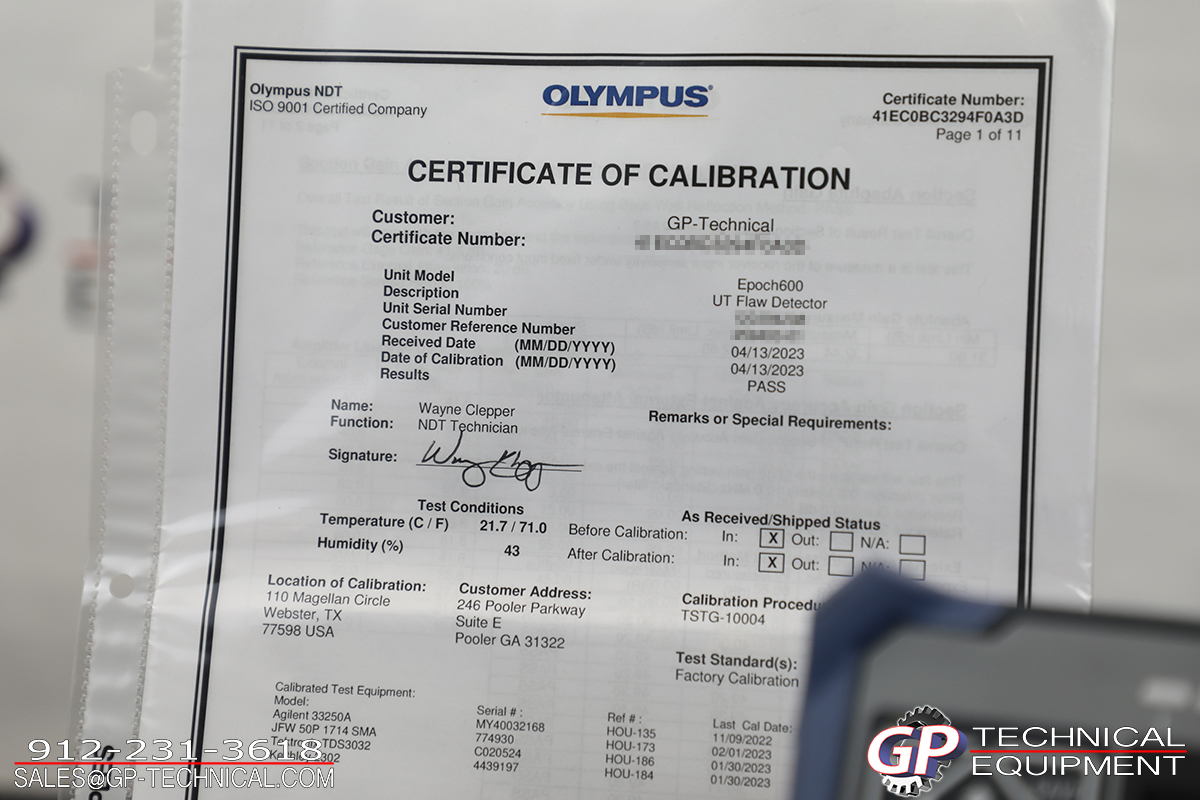 Olympus NDT
ISO 9001 Certified Company
OLYMPUS®
Certificate Number:
41EC0BC3294F0A3D
Page 1 of 11
CERTIFICATE OF CALIBRATION
Customer: GP-Technical
Certificate Number:
Unit Model Epoch600
Description UT Flaw Detector
Unit Serial Number
Customer Reference Number
Received Date (MM/DD/YYYY) 04/13/2023
Date of Calibration (MM/DD/YYYY) 04/13/2023
Results PASS
Name: Wayne Clepper
Function: NDT Technician
Signature:
Remarks or Special Requirements:
Test Conditions
Temperature (C / F) 21.7 / 71.0
Humidity (%) 43
As Received/Shipped Status
Before Calibration: In: X Out: N/A:
After Calibration: In: X Out: N/A:
Location of Calibration:
110 Magellan Circle
Webster, TX
77598 USA
Customer Address:
246 Pooler Parkway
Suite E
Pooler GA 31322
Calibration Procedu
TSTG-10004
Test Standard(s):
Factory Calibration
Calibrated Test Equipment:
Model: Serial # : Ref # : Last Cal Date:
Agilent 33250A MY40032168 HOU-135 11/09/2022
JFW 50P 1714 SMA 774930 HOU-173 02/01/2023
TDS3032 C020524 HOU-186 01/30/2023
4439197 HOU-184 01/30/2023
912-231-3618
SALES@GP-TECHNICAL.COM
GP TECHNICAL
EQUIPMENT